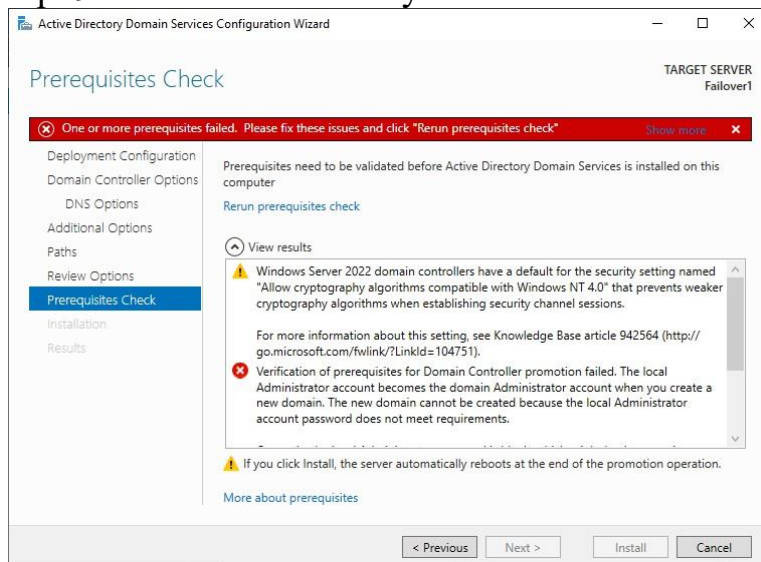 Active Directory Domain Services Configuration Wizard
Prerequisites Check
TARGET SERVER
Failover1
One or more prerequisites failed. Please fix these issues and click "Rerun prerequisites check"
Show more
Deployment Configuration
Domain Controller Options
DNS Options
Additional Options
Paths
Review Options
Prerequisites Check
Installation
Results
Prerequisites need to be validated before Active Directory Domain Services is installed on this
computer
Rerun prerequisites check
View results
Windows Server 2022 domain controllers have a default for the security setting named
"Allow cryptography algorithms compatible with Windows NT 4.0" that prevents weaker
cryptography algorithms when establishing security channel sessions.
For more information about this setting, see Knowledge Base article 942564 (http://
go.microsoft.com/fwlink/?LinkId=104751).
Verification of prerequisites for Domain Controller promotion failed. The local
Administrator account becomes the domain Administrator account when you create a
new domain. The new domain cannot be created because the local Administrator
account password does not meet requirements.
If you click Install, the server automatically reboots at the end of the promotion operation.
More about prerequisites
< Previous
Next >
Install
Cancel